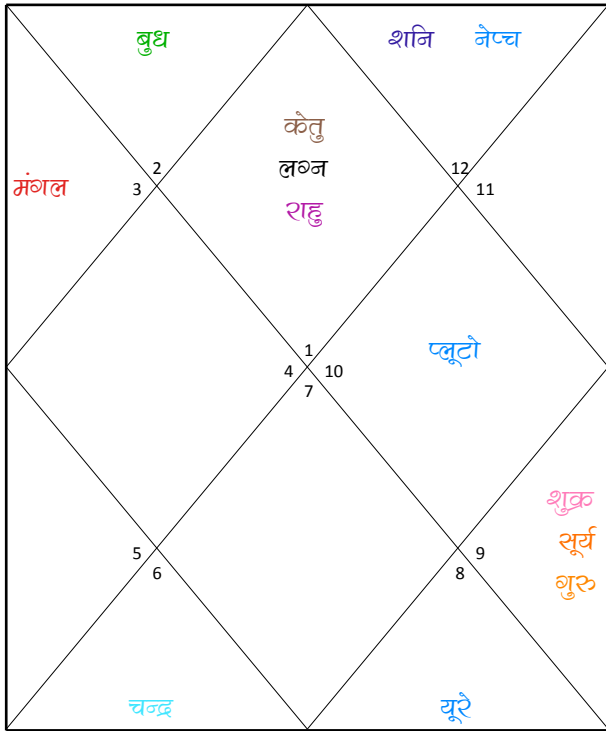 बुध
शनि नेप्च
केतु
लग्न
राहु
2
12
मंगल
3
11
1
प्लूटो
4
10
7
शुक्र
सूर्य
गुरु
5
9
6
8
चन्द्र
यूरे